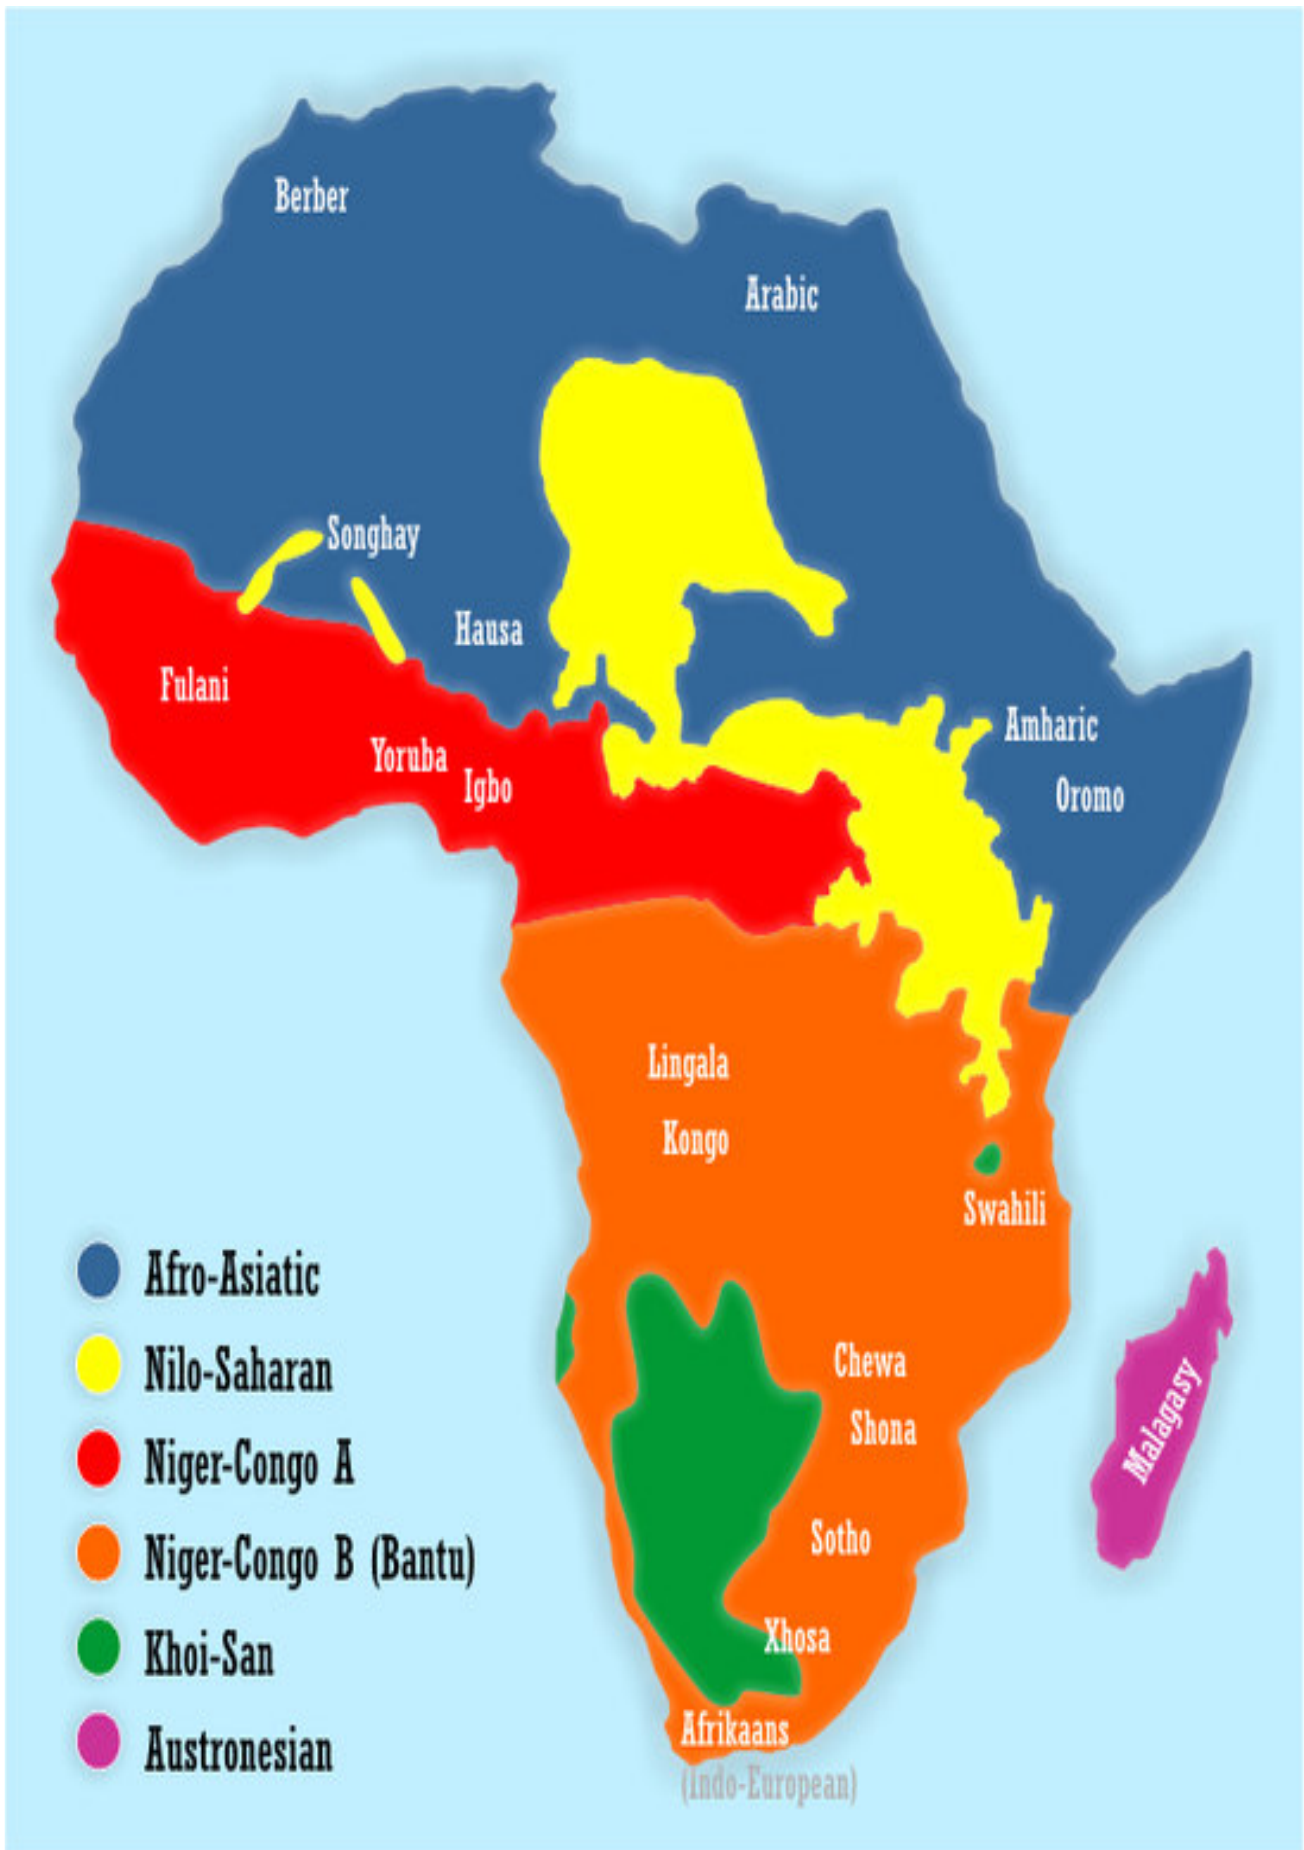 Berber
Arabic
Songhay
Hausa
Fulani
Amharic
Yoruba
Igbo
Oromo
Lingala
Kongo
Swahili
Chewa
Shona
Malagasy
Sotho
Xhosa
Afrikaans
(Indo-European)
Afro-Asiatic
Nilo-Saharan
Niger-Congo A
Niger-Congo B (Bantu)
Khoi-San
Austronesian